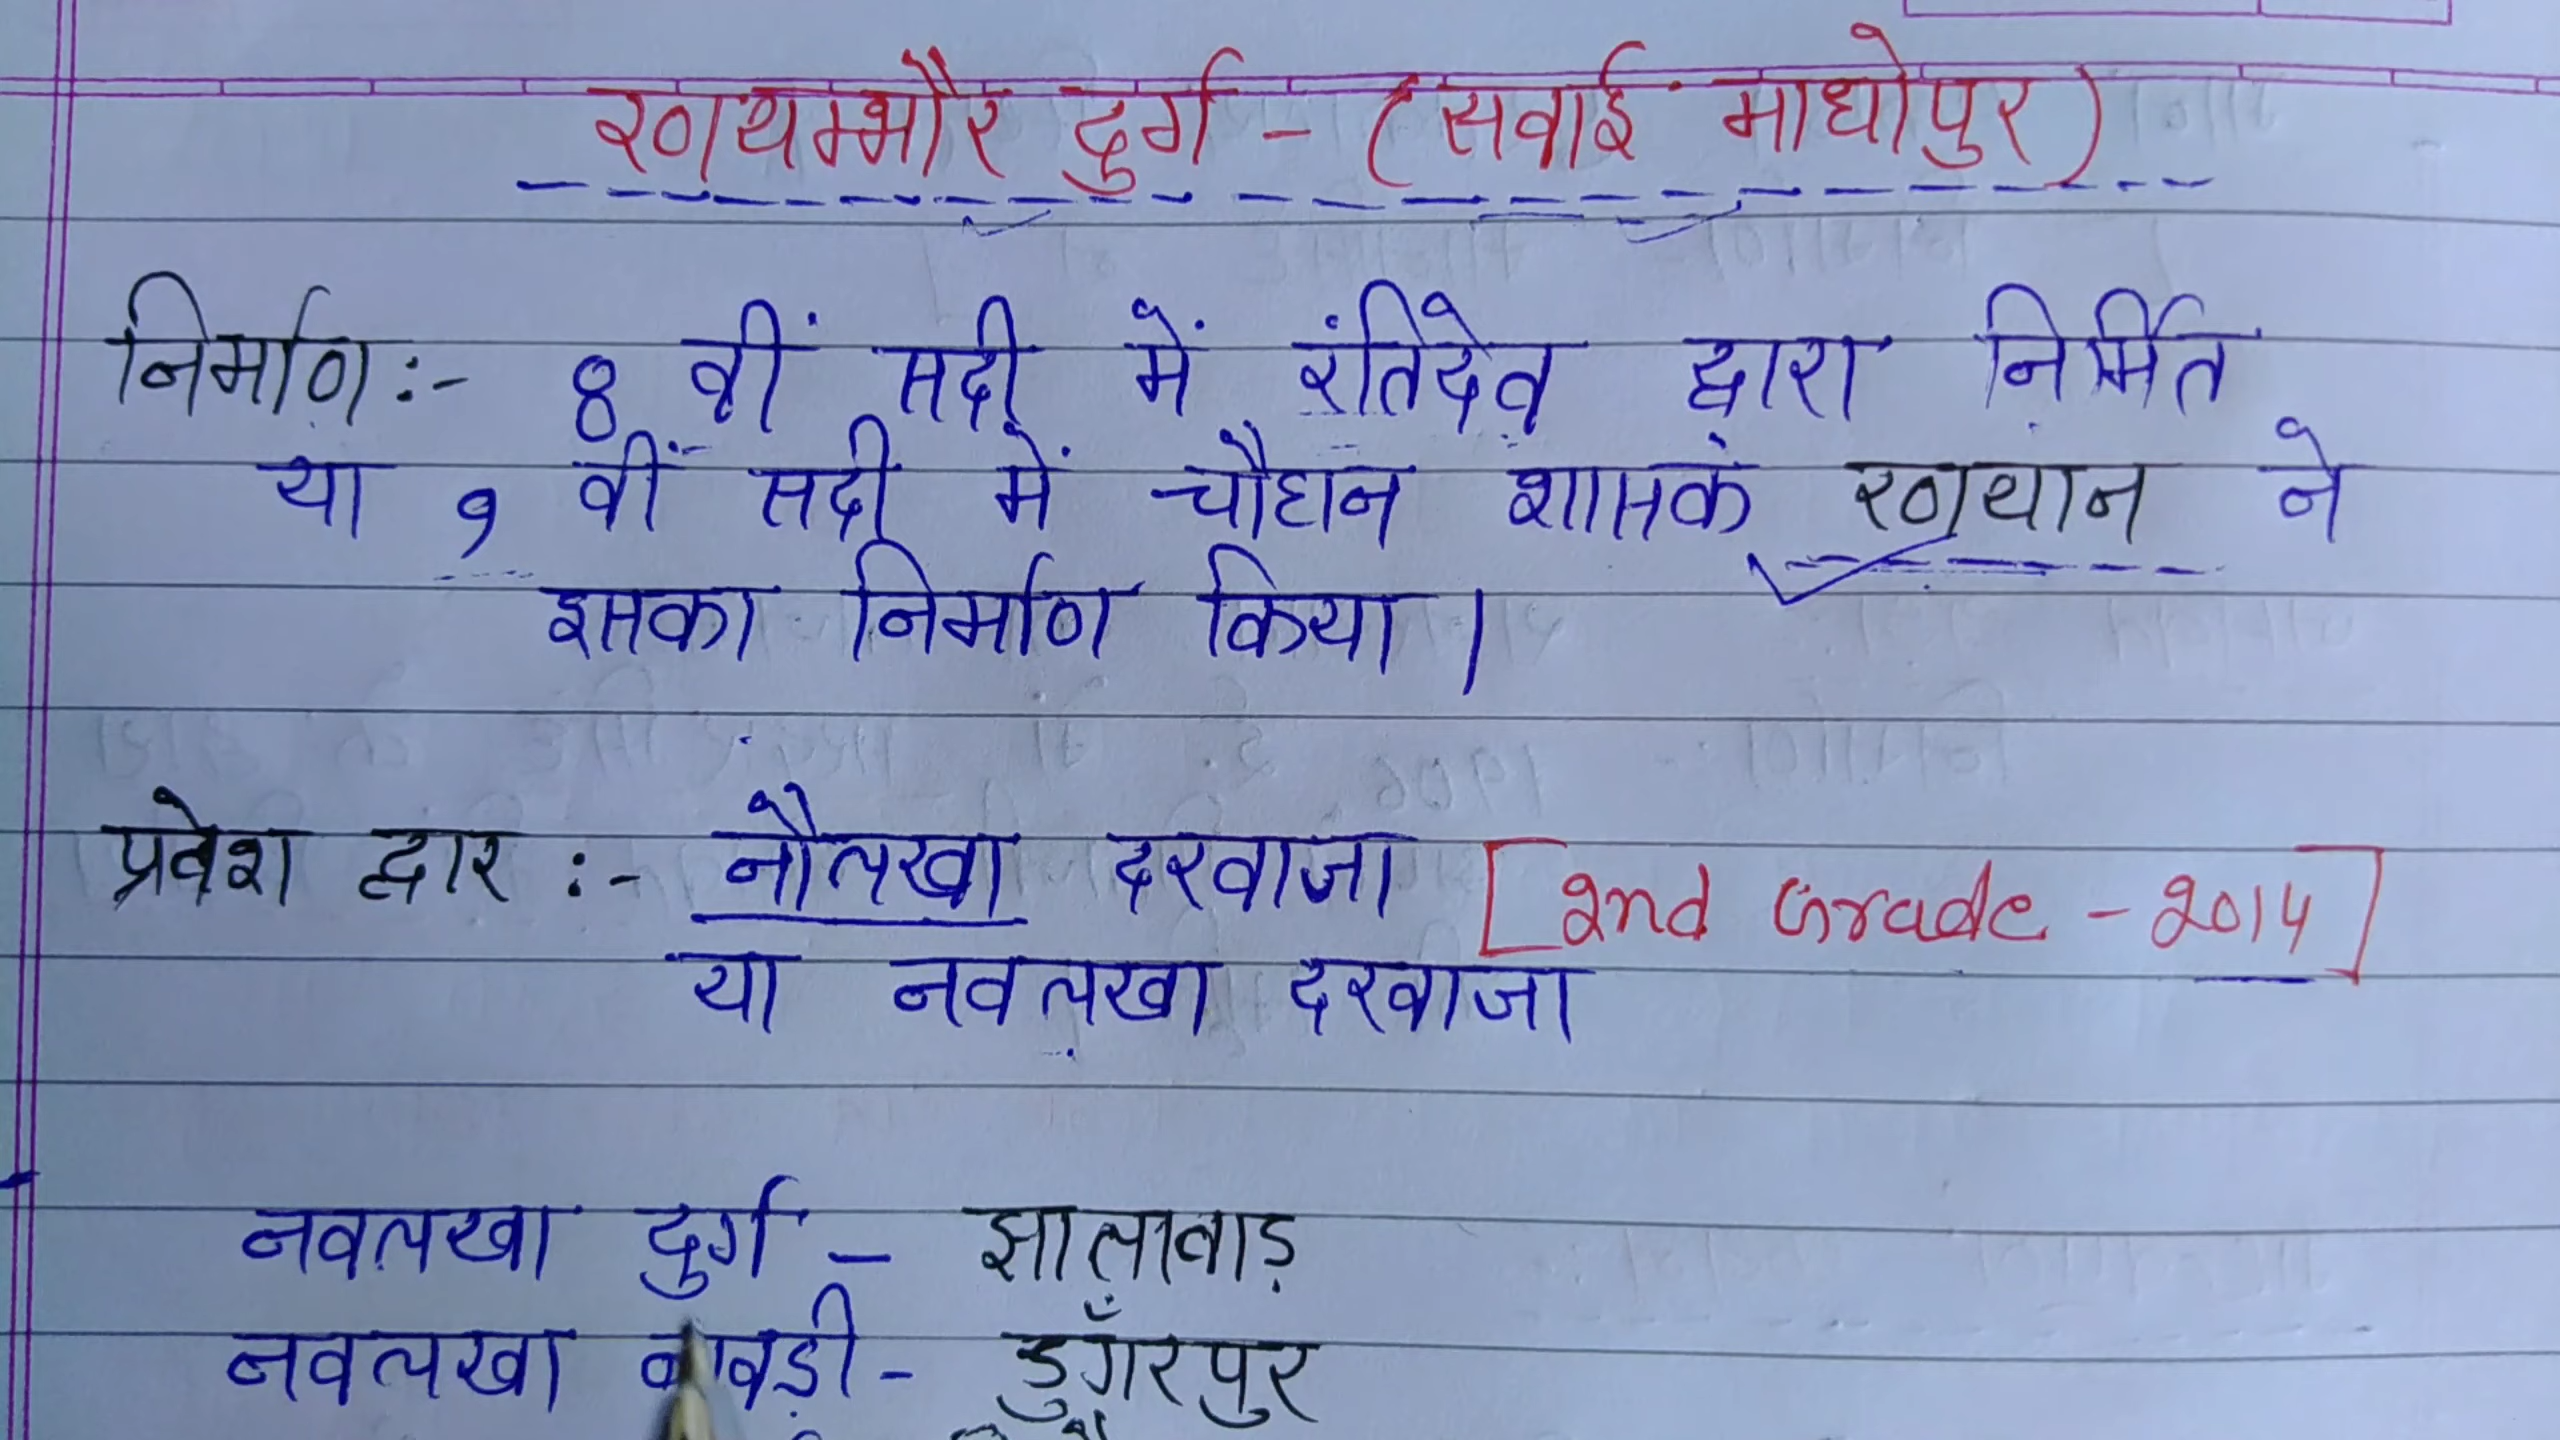 रणथम्भौर दुर्ग - (सवाई माधोपुर)
निर्माण :- 8 वीं सदी में रंतिदेव द्वारा निर्मित
या 9 वीं सदी में चौहान शासक रणथान ने
इसका निर्माण किया |
प्रवेश द्वार :- नौलखा दरवाजा [2nd Grade - 2014]
या नवलखा दरवाजा
नवलखा दुर्ग - झालावाड़
नवलखा बावड़ी - डुँगरपुर